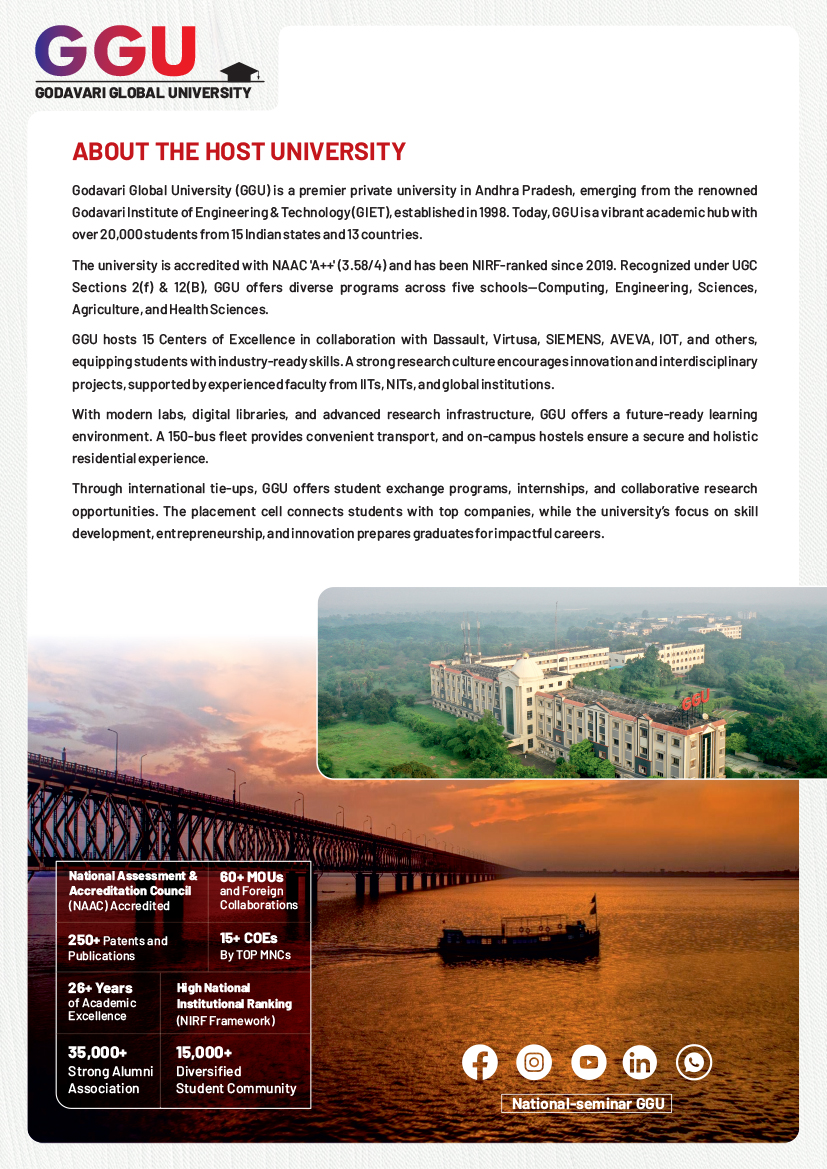 GGU
GODAVARI GLOBAL UNIVERSITY
ABOUT THE HOST UNIVERSITY
Godavari Global University (GGU) is a premier private university in Andhra Pradesh, emerging from the renowned
Godavari Institute of Engineering & Technology (GIET), established in 1998. Today, GGU is a vibrant academic hub with
over 20,000 students from 15 Indian states and 13 countries.
The university is accredited with NAAC 'A++' (3.58/4) and has been NIRF-ranked since 2019. Recognized under UGC
Sections 2(f) & 12(B), GGU offers diverse programs across five schools—Computing, Engineering, Sciences,
Agriculture, and Health Sciences.
GGU hosts 15 Centers of Excellence in collaboration with Dassault, Virtusa, SIEMENS, AVEVA, IOT, and others,
equipping students with industry-ready skills. A strong research culture encourages innovation and interdisciplinary
projects, supported by experienced faculty from IITs, NITs, and global institutions.
With modern labs, digital libraries, and advanced research infrastructure, GGU offers a future-ready learning
environment. A 150-bus fleet provides convenient transport, and on-campus hostels ensure a secure and holistic
residential experience.
Through international tie-ups, GGU offers student exchange programs, internships, and collaborative research
opportunities. The placement cell connects students with top companies, while the university's focus on skill
development, entrepreneurship, and innovation prepares graduates for impactful careers.
GGU
National Assessment &
Accreditation Council
(NAAC) Accredited
60+ MOUs
and Foreign
Collaborations
250+ Patents and
Publications
15+ COEs
By TOP MNCs
26+ Years
of Academic
Excellence
High National
Institutional Ranking
(NIRF Framework)
35,000+
Strong Alumni
Association
15,000+
Diversified
Student Community
National-seminar GGU